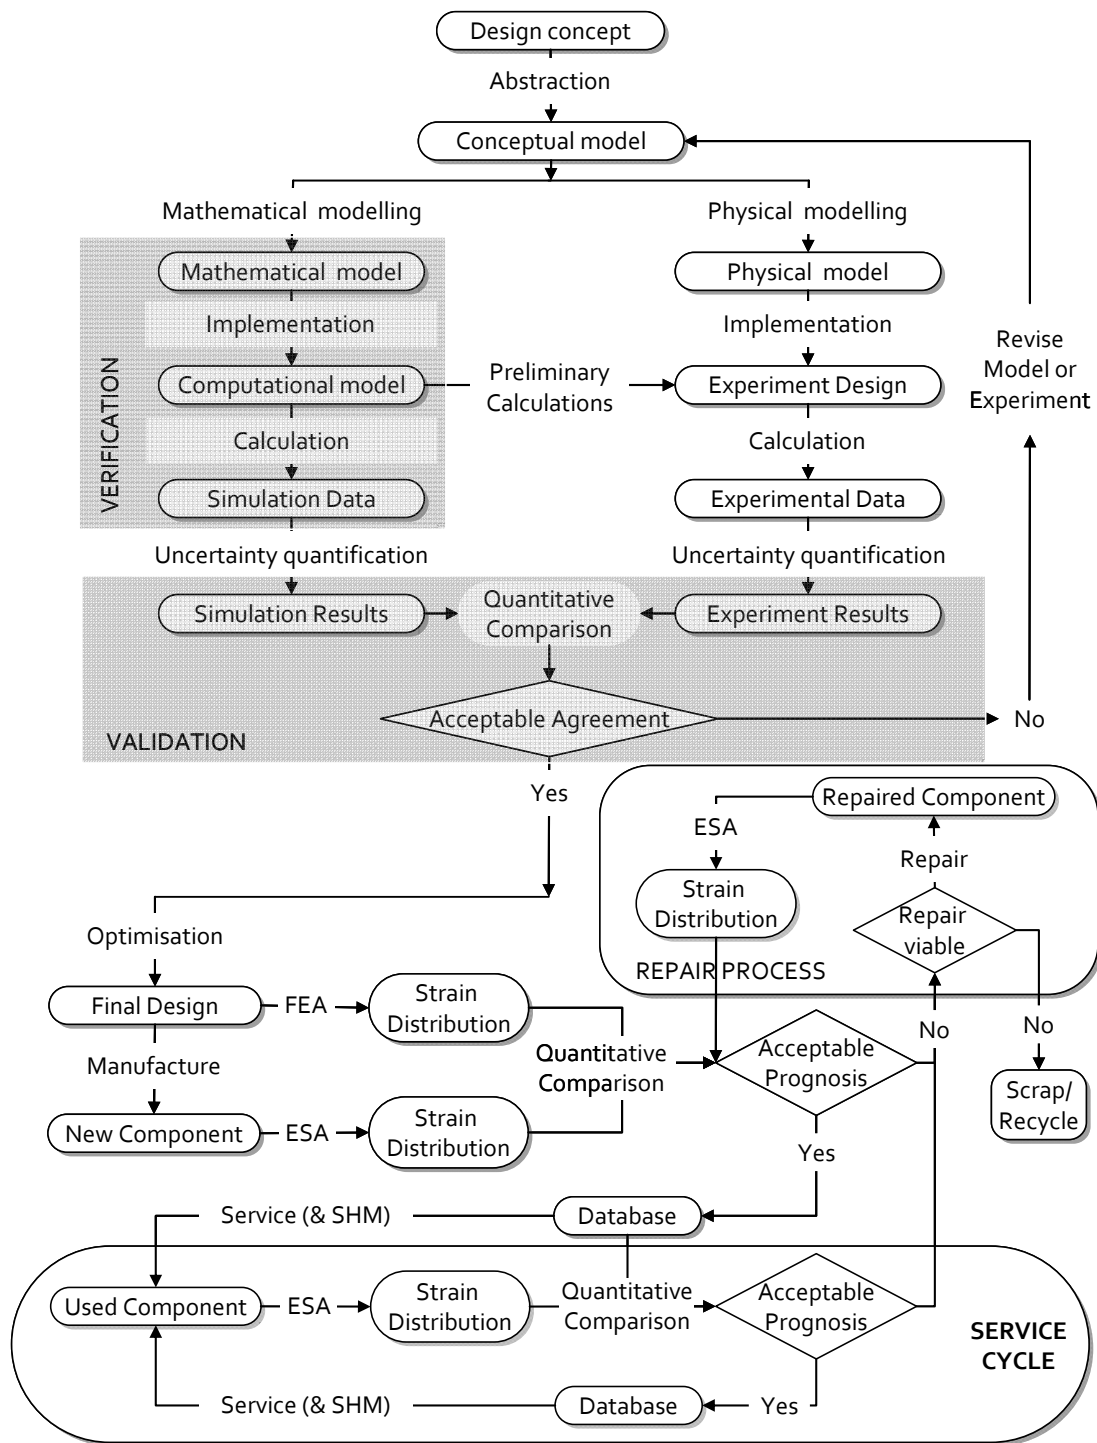 Design concept
Abstraction
Conceptual model
Mathematical modelling
Physical modelling
Mathematical model
Physical model
Implementation
Implementation
Revise
Model or
Experiment
VERIFICATION
Computational model
Preliminary
Calculations
Experiment Design
Calculation
Calculation
Simulation Data
Experimental Data
Uncertainty quantification
Uncertainty quantification
Simulation Results
Quantitative
Comparison
Experiment Results
Acceptable Agreement
No
VALIDATION
Yes
Repaired Component
ESA
Repair
Strain
Distribution
Repair
viable
REPAIR PROCESS
Optimisation
Final Design
FEA
Strain
Distribution
No
No
Manufacture
Quantitative
Comparison
Acceptable
Prognosis
Scrap/
Recycle
New Component
ESA
Strain
Distribution
Yes
Service (& SHM)
Database
Used Component
ESA
Strain
Distribution
Quantitative
Comparison
Acceptable
Prognosis
SERVICE
CYCLE
Service (& SHM)
Database
Yes